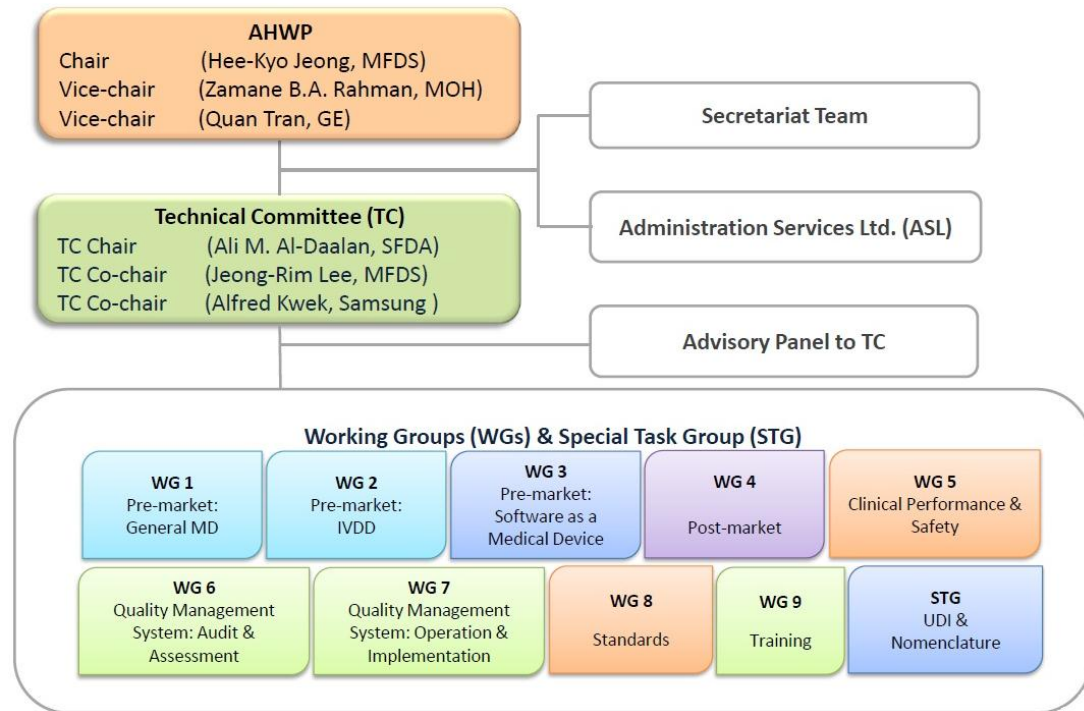 AHWP
Chair (Hee-Kyo Jeong, MFDS)
Vice-chair (Zamane B.A. Rahman, MOH)
Vice-chair (Quan Tran, GE)
Secretariat Team
Technical Committee (TC)
TC Chair (Ali M. Al-Daalan, SFDA)
TC Co-chair (Jeong-Rim Lee, MFDS)
TC Co-chair (Alfred Kwek, Samsung )
Administration Services Ltd. (ASL)
Advisory Panel to TC
Working Groups (WGs) & Special Task Group (STG)
WG 1
Pre-market:
General MD
WG 2
Pre-market:
IVDD
WG 3
Pre-market:
Software as a
Medical Device
WG 4
Post-market
WG 5
Clinical Performance &
Safety
WG 6
Quality Management
System: Audit &
Assessment
WG 7
Quality Management
System: Operation &
Implementation
WG 8
Standards
WG 9
Training
STG
UDI &
Nomenclature